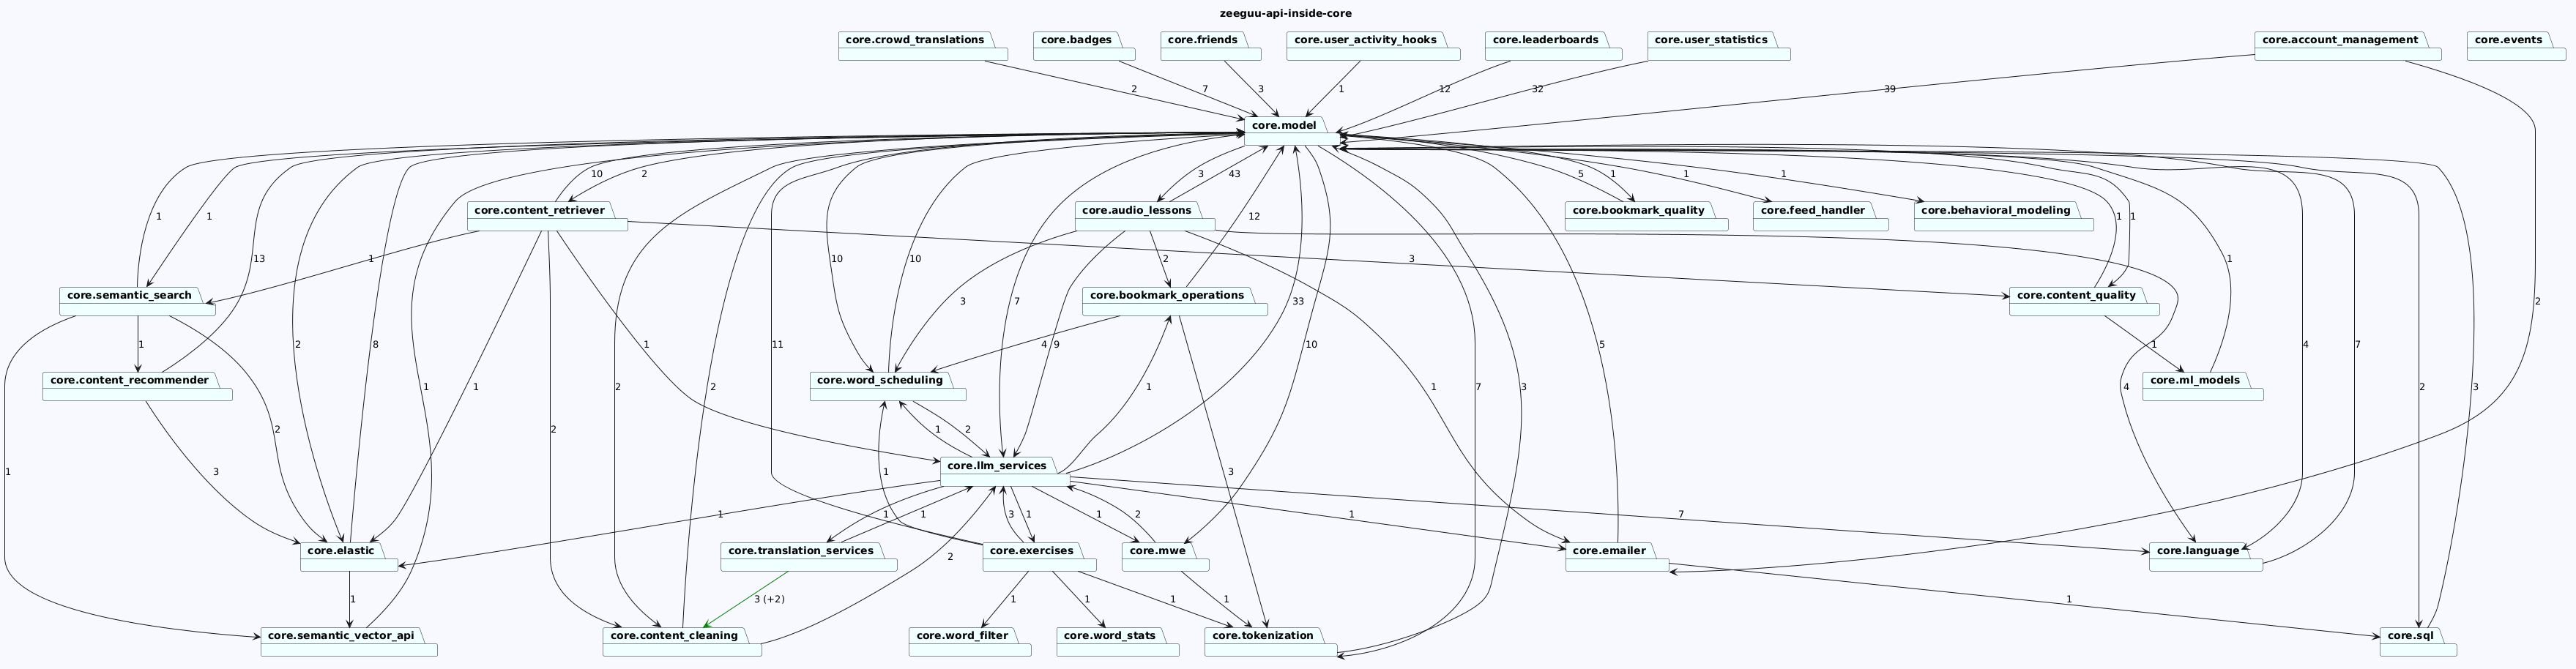 zeeguu-api-inside-core
core.crowd_translations
core.badges
core.friends
core.user_activity_hooks
core.leaderboards
core.user_statistics
core.account_management
core.events
2
7
3
1
12
32
39
core.model
10
2
3
43
5
1
1
1
core.content_retriever
core.audio_lessons
core.bookmark_quality
core.feed_handler
core.behavioral_modeling
1
1
12
1
1
13
1
2
3
1
10
10
core.semantic_search
core.bookmark_operations
core.content_quality
3
7
33
2
1
2
8
1
4
9
10
5
1
4
7
core.content_recommender
core.word_scheduling
core.ml_models
1
1
2
2
11
1
1
7
3
4
2
3
2
2
1
2
core.llm_services
1
3
3
1
1
1
1
3
1
1
2
1
7
2
core.elastic
core.translation_services
core.exercises
core.mwe
core.emailer
core.language
1
3 (+2)
1
1
1
1
1
core.semantic_vector_api
core.content_cleaning
core.word_filter
core.word_stats
core.tokenization
core.sql